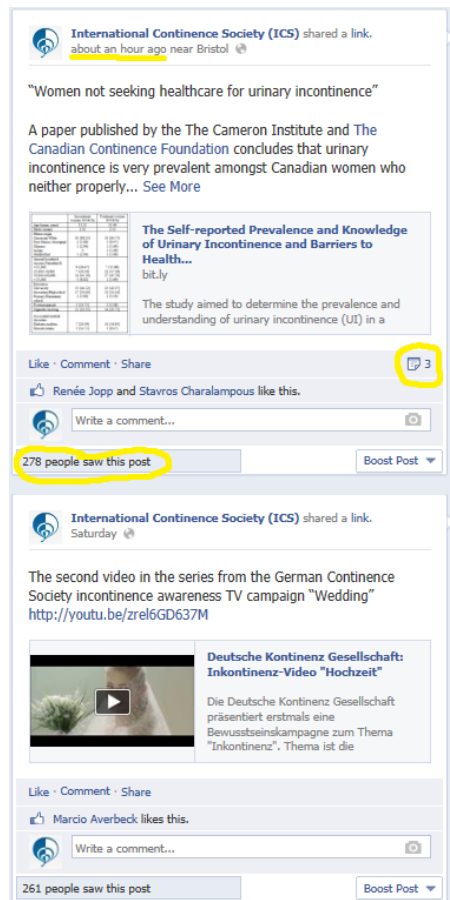 International Continence Society (ICS) shared a link.
about an hour ago near Bristol
“Women not seeking healthcare for urinary incontinence”
A paper published by the The Cameron Institute and The
Canadian Continence Foundation concludes that urinary
incontinence is very prevalent amongst Canadian women who
neither properly... See More
The Self-reported Prevalence and Knowledge
of Urinary Incontinence and Barriers to
Health...
bit.ly
The study aimed to determine the prevalence and
understanding of urinary incontinence (UI) in a
Like · Comment · Share
3
Renée Jopp and Stavros Charalampous like this.
Write a comment...
278 people saw this post
Boost Post
International Continence Society (ICS) shared a link.
Saturday
The second video in the series from the German Continence
Society incontinence awareness TV campaign “Wedding”
http://youtu.be/zrel6GD637M
Deutsche Kontinenz Gesellschaft:
Inkontinenz-Video "Hochzeit"
Die Deutsche Kontinenz Gesellschaft
präsentiert erstmals eine
Bewusstseinskampagne zum Thema
"Inkontinenz". Thema ist die
Like · Comment · Share
Marcio Averbeck likes this.
Write a comment...
261 people saw this post
Boost Post